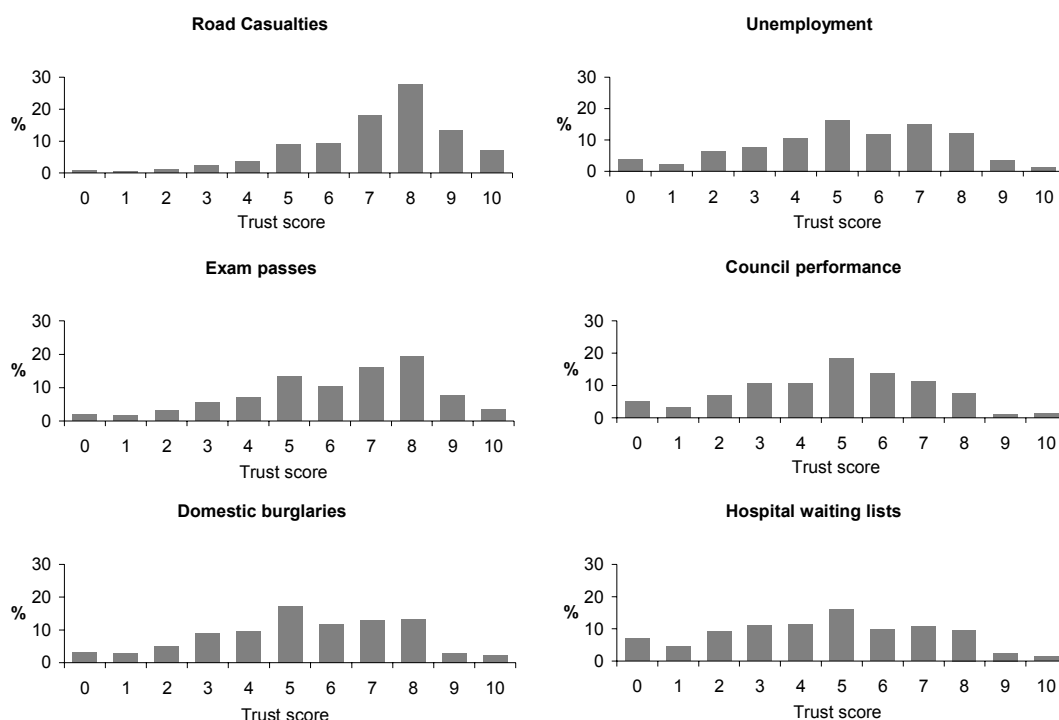 Road Casualties
30
20
%
10
0
0 1 2 3 4 5 6 7 8 9 10
Trust score
Unemployment
30
20
%
10
0
0 1 2 3 4 5 6 7 8 9 10
Trust score
Exam passes
30
20
%
10
0
0 1 2 3 4 5 6 7 8 9 10
Trust score
Council performance
30
20
%
10
0
0 1 2 3 4 5 6 7 8 9 10
Trust score
Domestic burglaries
30
20
%
10
0
0 1 2 3 4 5 6 7 8 9 10
Trust score
Hospital waiting lists
30
20
%
10
0
0 1 2 3 4 5 6 7 8 9 10
Trust score